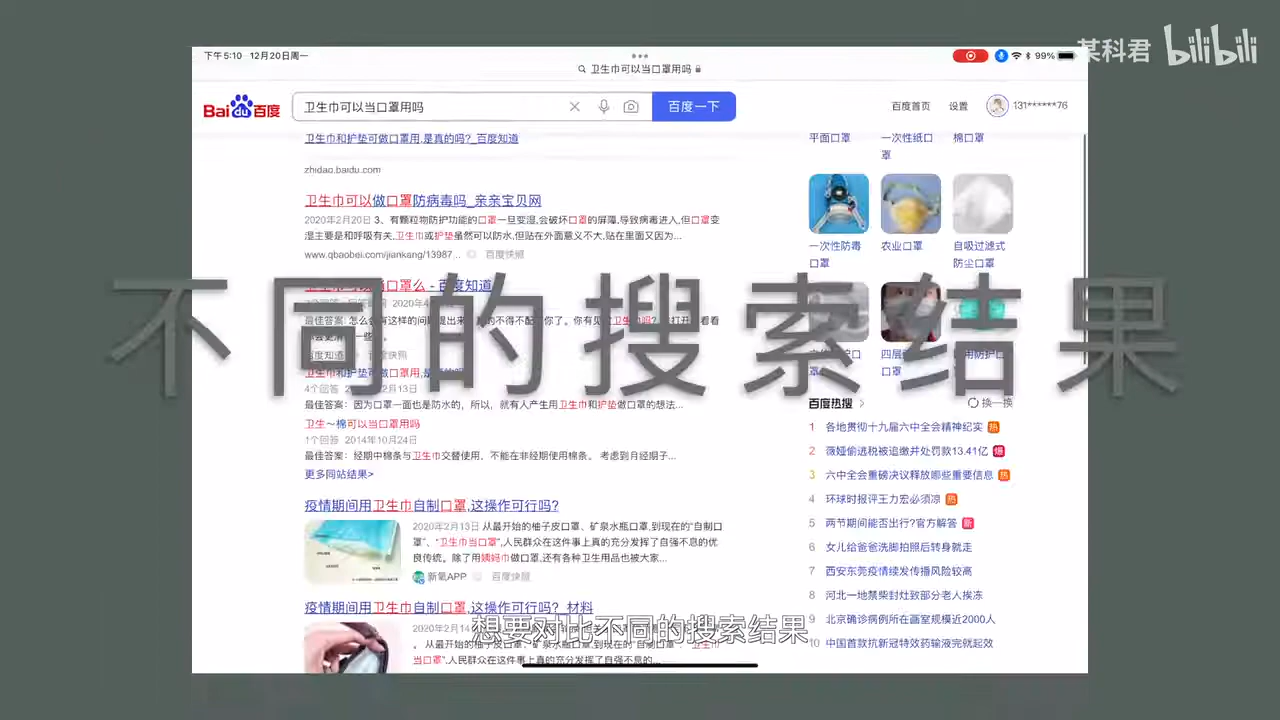 某科君 bilibili
下午5:10 12月20日周一
99%
卫生巾可以当口罩用吗
Bai du 百度
卫生巾可以当口罩用吗
百度一下
百度首页 设置 131******76
卫生巾和护垫可做口罩用,是真的吗?_百度知道
zhidao.baidu.com
卫生巾可以做口罩防病毒吗_亲亲宝贝网
2020年2月20日 3、有颗粒物防护功能的口罩一旦变湿,会破坏口罩的屏障,导致病毒进入,但口罩变
湿主要是和呼吸有关,卫生巾或护垫虽然可以防水,但贴在外面意义不大,贴在里面又因为...
www.qbaobei.com/jiankang/13987... 百度快照
不同的搜索结果
4个回答
最佳答案: 因为口罩一面也是防水的，所以，就有人产生用卫生巾和护垫做口罩的想法...
卫生~棉可以当口罩用吗
1个回答 2014年10月24日
最佳答案: 经期中棉条与卫生巾交替使用，不能在非经期使用棉条。 考虑到月经期子...
更多同站结果>
疫情期间用卫生巾自制口罩,这操作可行吗?
2020年2月13日 从最开始的柚子皮口罩、矿泉水瓶口罩,到现在的"自制口
罩"、"卫生巾当口罩",人民群众在这件事上真的充分发挥了自强不息的优
良传统。除了用姨妈巾做口罩,还有各种卫生用品也被大家...
新氧APP 百度快照
疫情期间用卫生巾自制口罩,这操作可行吗?_材料
当口罩",人民群众在这件事上真的充分发挥了自强不息的...
想要对比不同的搜索结果
平面口罩 一次性纸口罩 棉口罩
一次性防毒口罩 农业口罩 自吸过滤式防尘口罩
百度热搜 > 换一换
1 各地贯彻十九届六中全会精神纪实 热
2 薇娅偷逃税被追缴并处罚款13.41亿 爆
3 六中全会重磅决议释放哪些重要信息 热
4 环球时报评王力宏必须凉 热
5 两节期间能否出行?官方解答 新
6 女儿给爸爸洗脚拍照后转身就走
7 西安东莞疫情续发传播风险较高
8 河北一地禁柴封灶致部分老人挨冻
9 北京确诊病例所在画室规模近2000人
10 中国首款抗新冠特效药输液完就起效